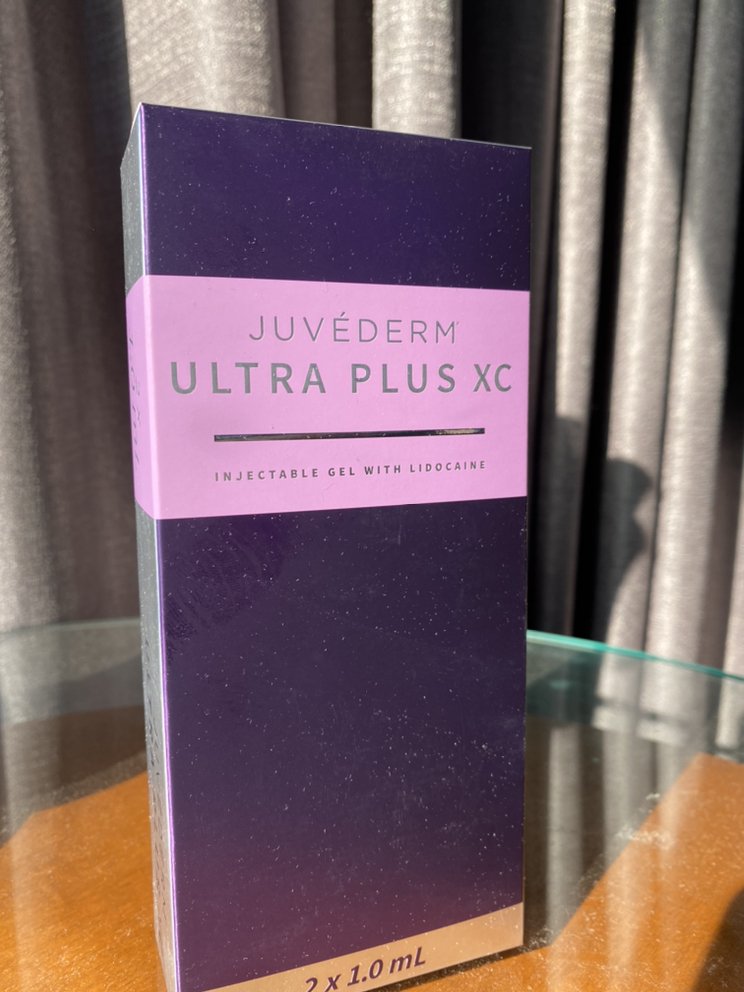 JUVÉDERM®
ULTRA PLUS XC
INJECTABLE GEL WITH LIDOCAINE
2 x 1.0 mL